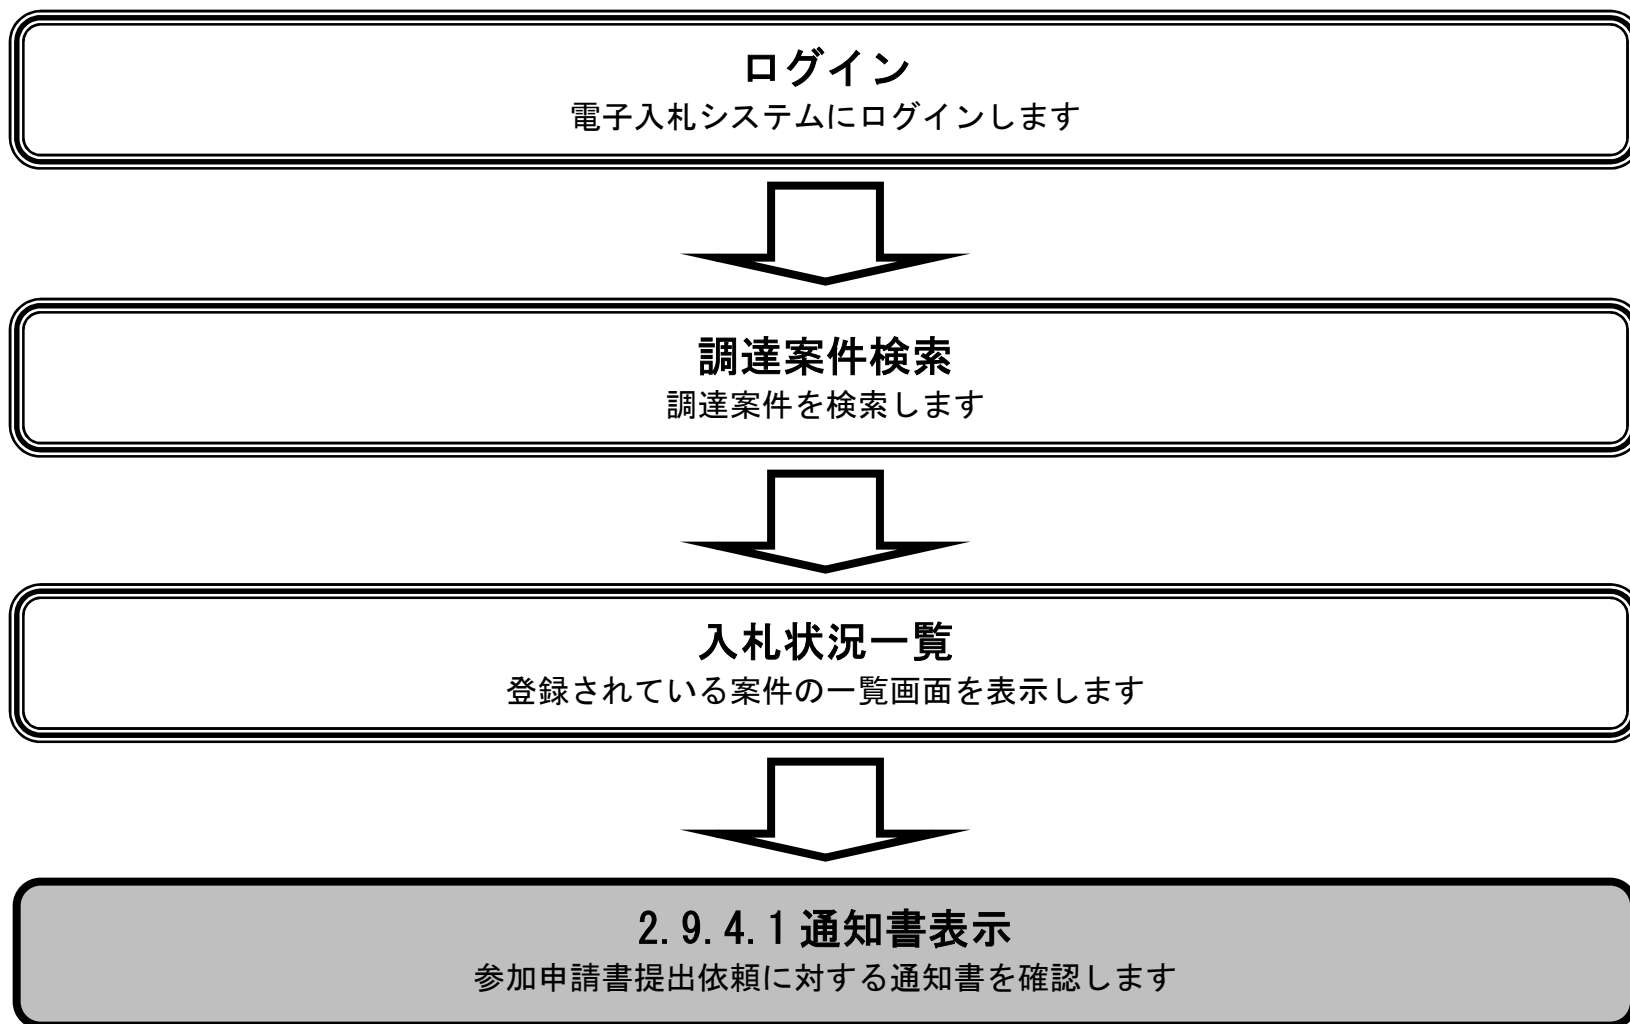 ログイン
電子入札システムにログインします
調達案件検索
調達案件を検索します
入札状況一覧
登録されている案件の一覧画面を表示します
2.9.4.1通知書表示
参加申請書提出依頼に対する通知書を確認します